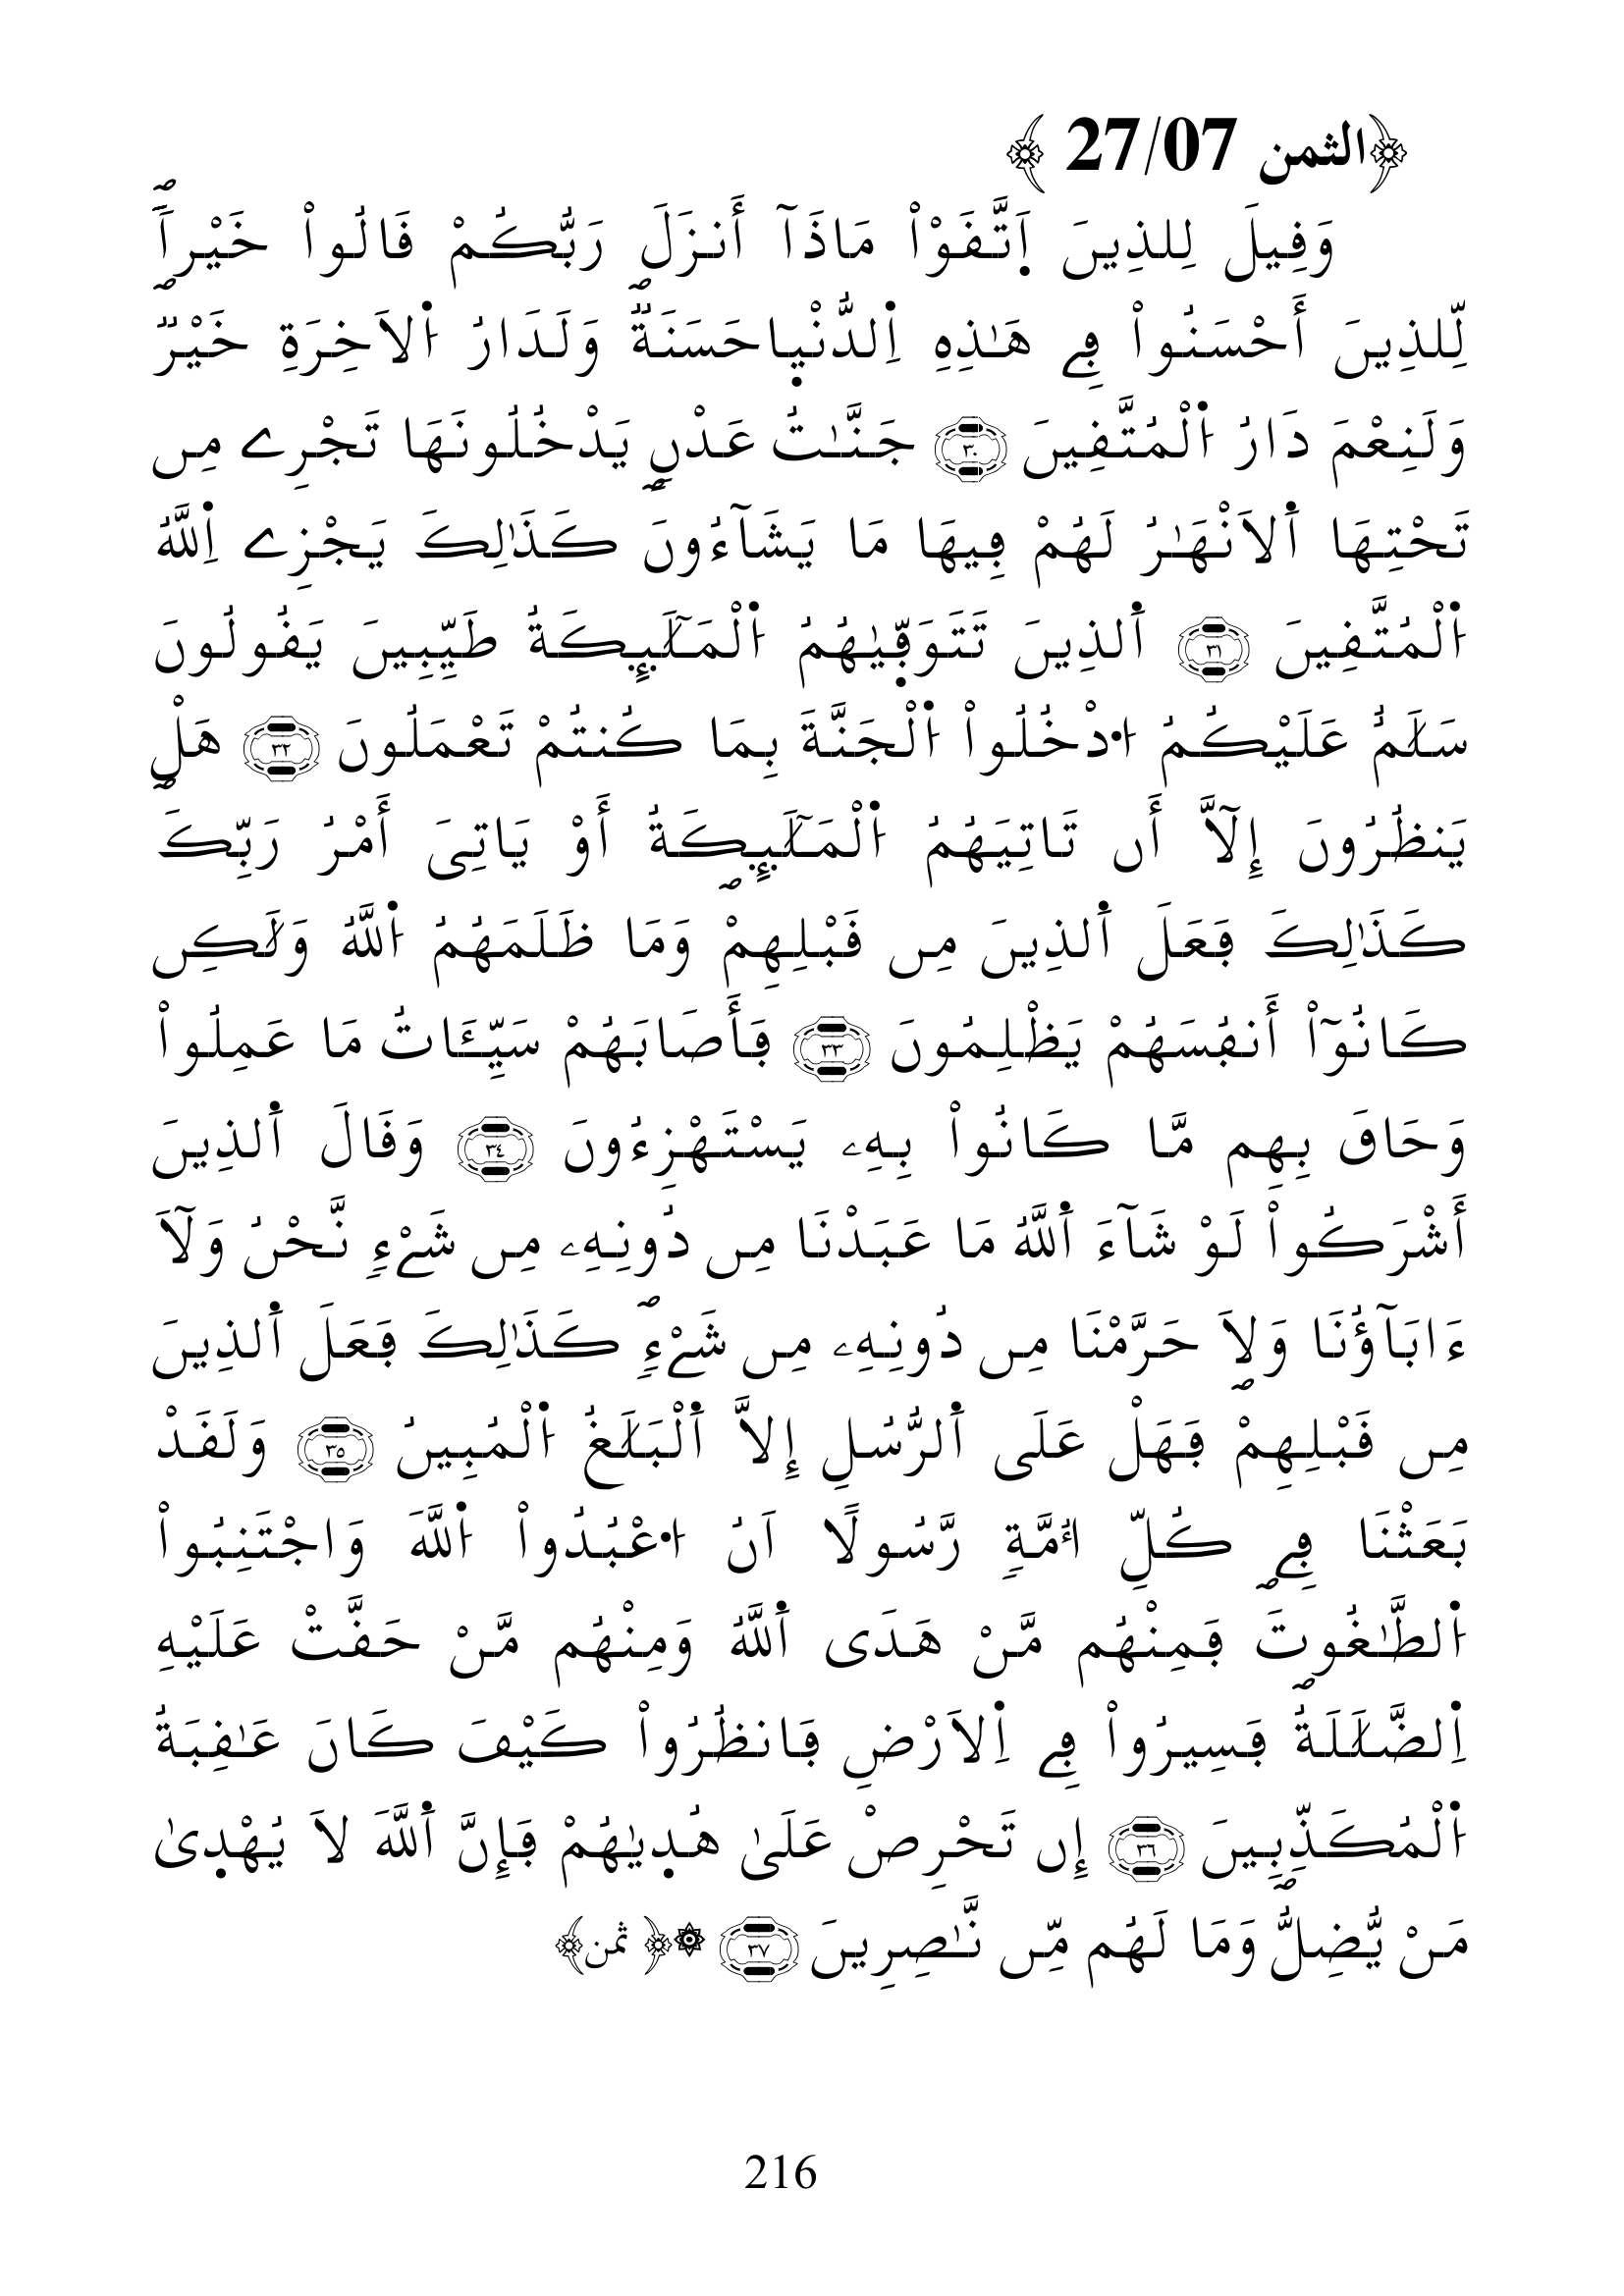 ﴿الثمن 27/07 ﴾
وَفِيلَ لِلذِينَ اَ۪تَّفَوْاْ مَاذَآ أَنزَلَ رَبُّكُمْ فَالُواْ خَيْراٗۖ
لِّلذِينَ أَحْسَنُواْ فِے هَٰذِهِ اِ۬لدُّنْي۪احَسَنَةٞۖ وَلَدَارُ اُ۬لَاخِرَةِ خَيْرٞۖ
وَلَنِعْمَ دَارُ اُ۬لْمُتَّفِينَ ۝٣٠ جَنَّٰتُ عَدْنٖ يَدْخُلُونَهَا تَجْرِے مِن
تَحْتِهَا اَ۬لَانْهَٰرُ لَهُمْ فِيهَا مَا يَشَآءُونَۖ كَذَٰلِكَ يَجْزِے اِ۬للَّهُ
اُ۬لْمُتَّفِينَ ۝٣١ اَ۬لذِينَ تَتَوَفّ۪يٰهُمُ اُ۬لْمَلَٰٓئِكَةُ طَيِّبِينَ يَفُولُونَ
سَلَٰمٌ عَلَيْكُمُ اُ۟دْخُلُواْ اُ۬لْجَنَّةَ بِمَا كُنتُمْ تَعْمَلُونَ ۝٣٢ هَلْ
يَنظُرُونَ إِلَّآ أَن تَاتِيَهُمُ اُ۬لْمَلَٰٓئِكَةُ أَوْ يَاتِىَ أَمْرُ رَبِّكَۖ
كَذَٰلِكَ فَعَلَ اَ۬لذِينَ مِن فَبْلِهِمْۖ وَمَا ظَلَمَهُمُ اُ۬للَّهُ وَلَٰكِن
كَانُوٓاْ أَنفُسَهُمْ يَظْلِمُونَ ۝٣٣ فَأَصَابَهُمْ سَيِّـَٔاتُ مَا عَمِلُواْ
وَحَاقَ بِهِم مَّا كَانُواْ بِهِۦ يَسْتَهْزِءُونَ ۝٣٤ وَفَالَ اَ۬لذِينَ
أَشْرَكُواْ لَوْ شَآءَ اَ۬للَّهُ مَا عَبَدْنَا مِن دُونِهِۦ مِن شَےْءٖ نَّحْنُ وَلَآ
ءَابَآؤُنَا وَلَا حَرَّمْنَا مِن دُونِهِۦ مِن شَےْءٖۖ كَذَٰلِكَ فَعَلَ اَ۬لذِينَ
مِن فَبْلِهِمْۖ فَهَلْ عَلَى اَ۬لرُّسُلِ إِلَّا اَ۬لْبَلَٰغُ اُ۬لْمُبِينُ ۝٣٥ وَلَفَدْ
بَعَثْنَا فِے كُلِّ أُمَّةٖ رَّسُولًا اَنُ اُ۟عْبُدُواْ اُ۬للَّهَ وَاجْتَنِبُواْ
اُ۬لطَّٰغُوتَۖ فَمِنْهُم مَّنْ هَدَى اَ۬للَّهُ وَمِنْهُم مَّنْ حَفَّتْ عَلَيْهِ
اِ۬لضَّلَٰلَةُۖ فَسِيرُواْ فِے اِ۬لَارْضِ فَانظُرُواْ كَيْفَ كَانَ عَٰفِبَةُ
اُ۬لْمُكَذِّبِينَ ۝٣٦ إِن تَحْرِصْ عَلَىٰ هُد۪يٰهُمْ فَإِنَّ اَ۬للَّهَ لَا يُهْد۪ىٰ
مَنْ يُّضِلُّۖ وَمَا لَهُم مِّن نَّٰصِرِينَ ۝٣٧ ۞﴿ ثمن﴾
216